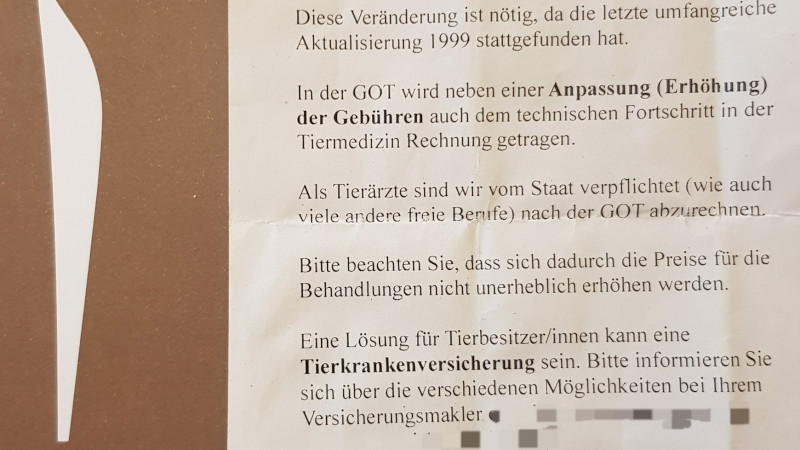 Diese Veränderung ist nötig, da die letzte umfangreiche
Aktualisierung 1999 stattgefunden hat.
In der GOT wird neben einer Anpassung (Erhöhung)
der Gebühren auch dem technischen Fortschritt in der
Tiermedizin Rechnung getragen.
Als Tierärzte sind wir vom Staat verpflichtet (wie auch
viele andere freie Berufe) nach der GOT abzurechnen.
Bitte beachten Sie, dass sich dadurch die Preise für die
Behandlungen nicht unerheblich erhöhen werden.
Eine Lösung für Tierbesitzer/innen kann eine
Tierkrankenversicherung sein. Bitte informieren Sie
sich über die verschiedenen Möglichkeiten bei Ihrem
Versicherungsmakler